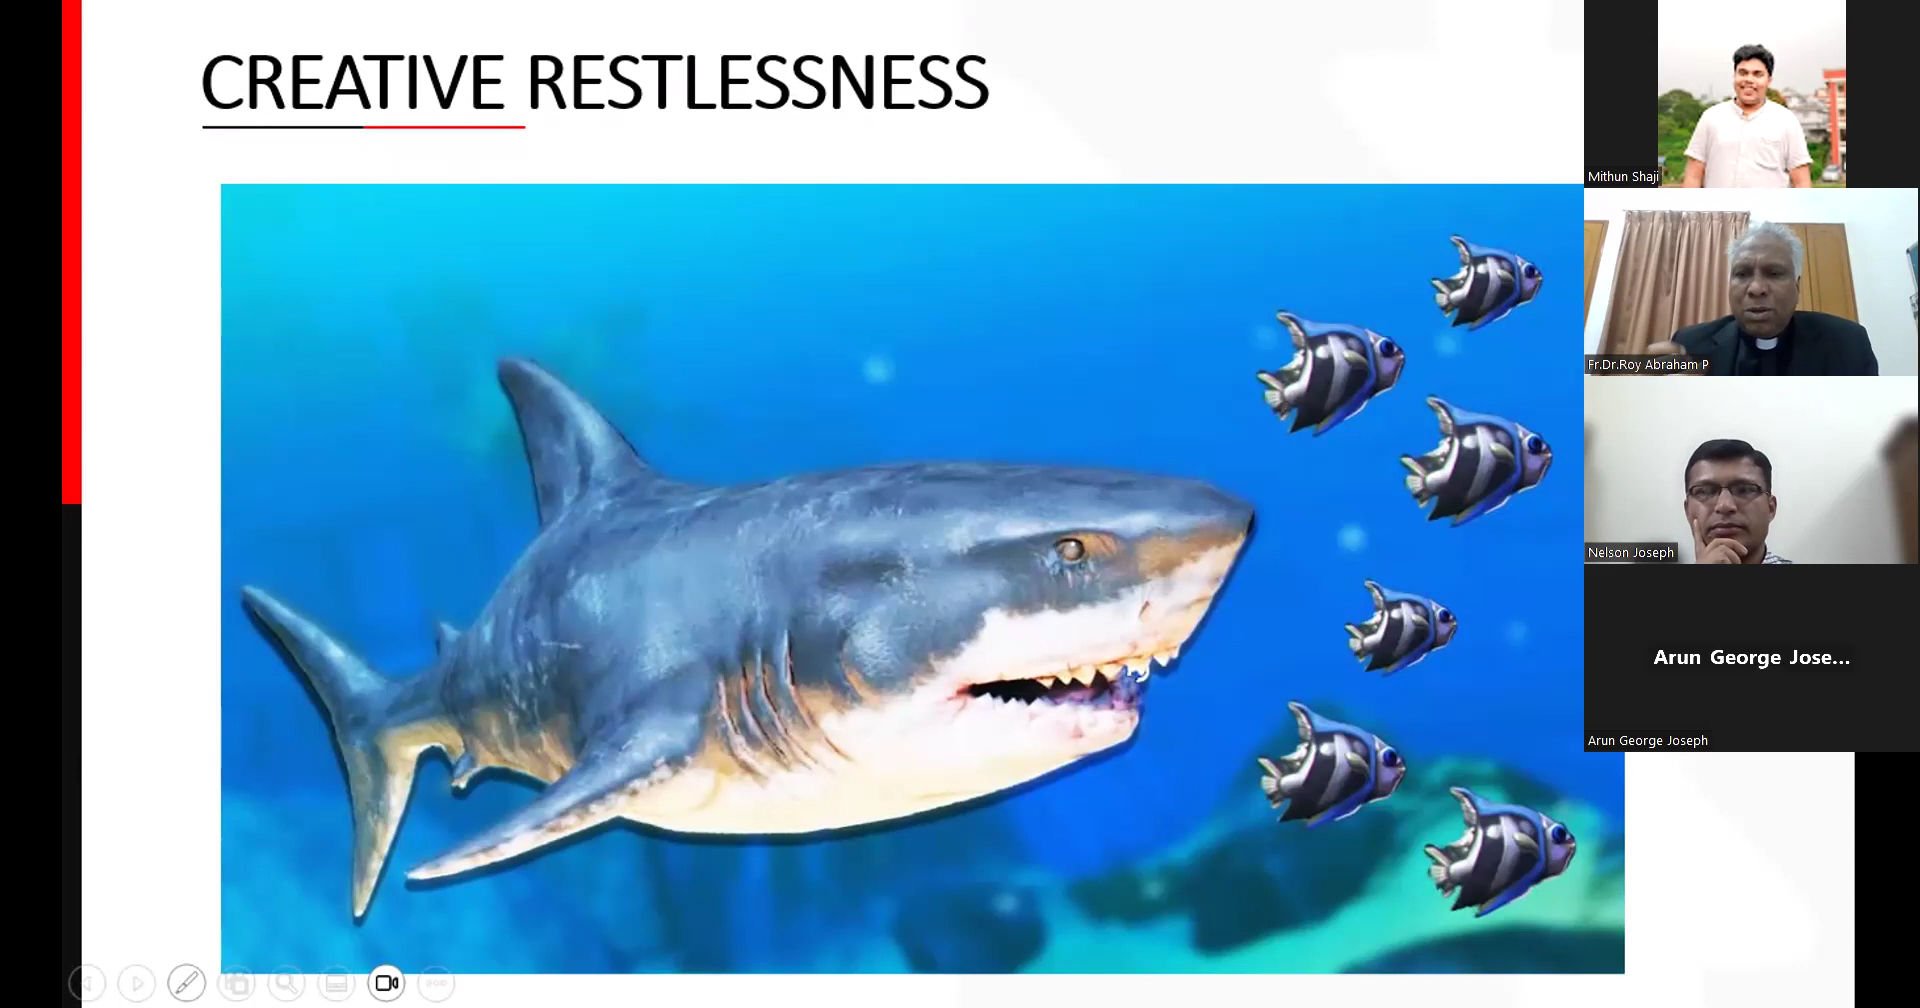 CREATIVE RESTLESSNESS
Mithun Shaji
Fr.Dr.Roy Abraham P
Nelson Joseph
Arun George Jose...
Arun George Joseph